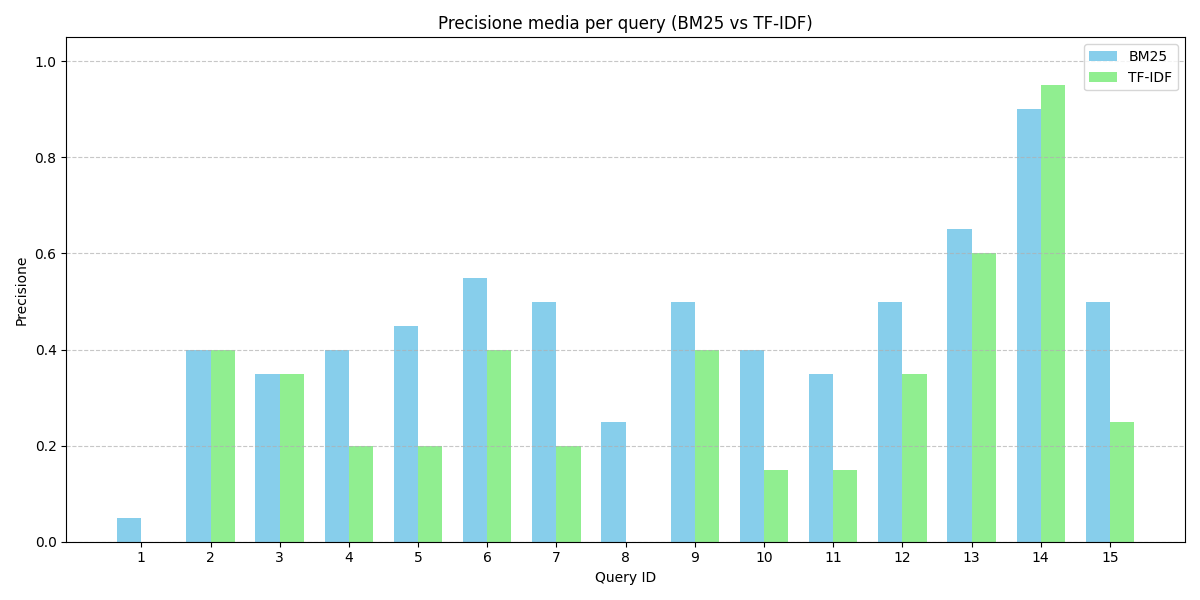 Precisione media per query (BM25 vs TF-IDF)
BM25
TF-IDF
Precisione
1.0
0.8
0.6
0.4
0.2
0.0
1 2 3 4 5 6 7 8 9 10 11 12 13 14 15
Query ID